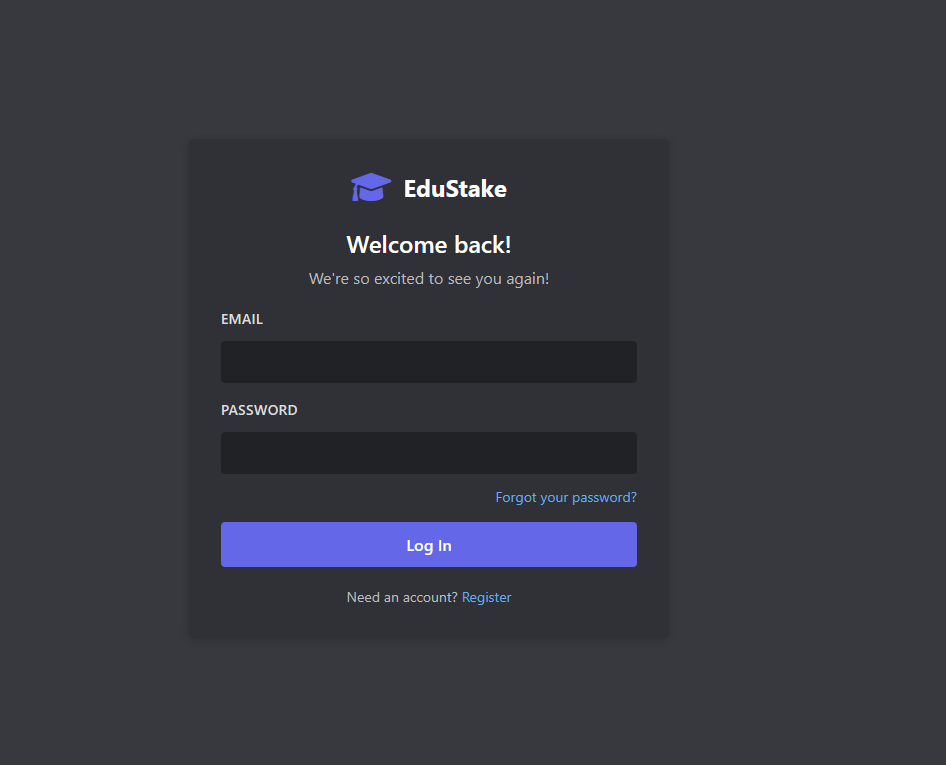 EduStake
Welcome back!
We're so excited to see you again!
EMAIL
PASSWORD
Forgot your password?
Log In
Need an account? Register